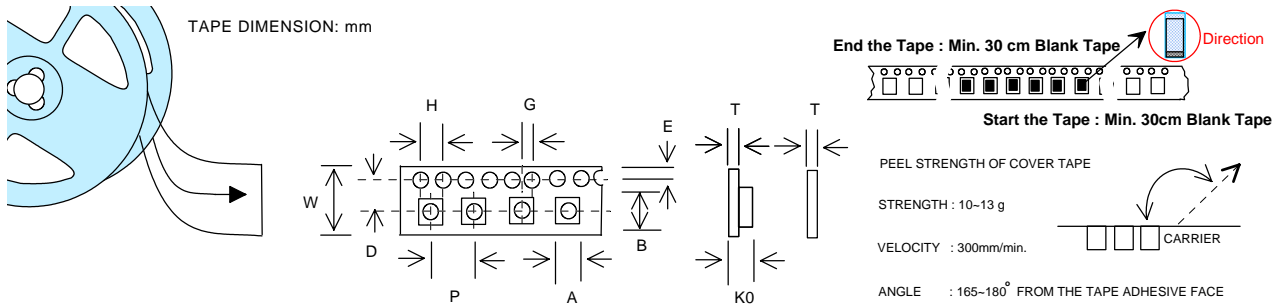 TAPE DIMENSION: mm
H
G
E
W
D
B
P
A
T
T
K0
End the Tape : Min. 30 cm Blank Tape
Direction
Start the Tape : Min. 30cm Blank Tape
PEEL STRENGTH OF COVER TAPE
STRENGTH : 10~13 g
VELOCITY : 300mm/min.
CARRIER
ANGLE : 165~180° FROM THE TAPE ADHESIVE FACE